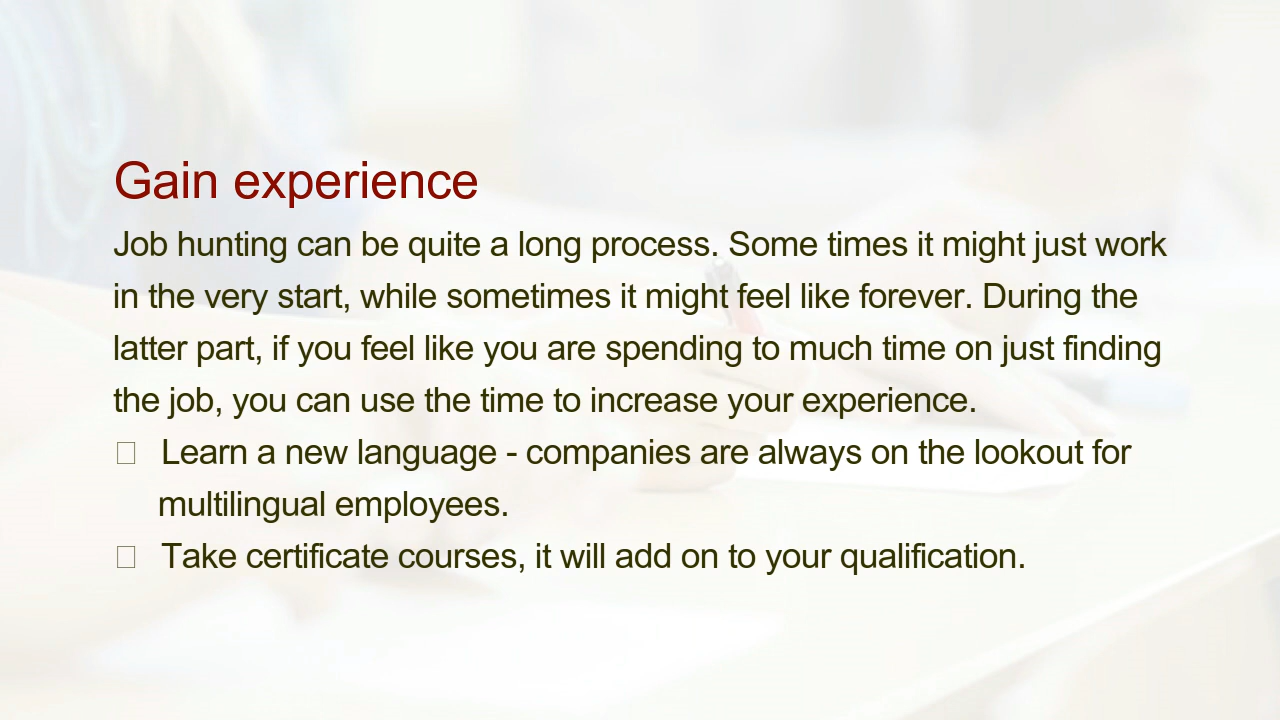 Gain experience
Job hunting can be quite a long process. Some times it might just work
in the very start, while sometimes it might feel like forever. During the
latter part, if you feel like you are spending to much time on just finding
the job, you can use the time to increase your experience.
□ Learn a new language - companies are always on the lookout for
multilingual employees.
□ Take certificate courses, it will add on to your qualification.